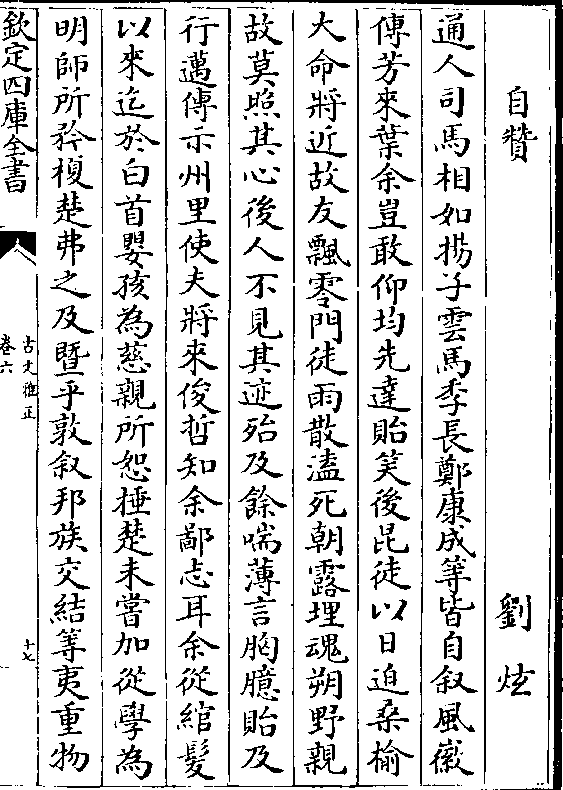 自贊 劉炫
通人司馬相如揚子雲馬季長鄭康成等皆自叙風徽
傳芳來葉余豈敢仰均先達貽笑後昆徒以日迫桑榆
大命將近故友飄零門徒雨散溘死朝露埋魂朔野親
故莫照其心後人不見其迹殆及餘喘薄言胸臆貽及
行邁傳示州里使夫將來俊哲知余鄙志耳余從綰髮
以來迄於白首嬰孩為慈親所恕捶楚未嘗加從學為
明師所矜榎楚弗之及暨乎敦叙邦族交結等夷重物
欽定四庫全書
古文雅正
卷六
十七